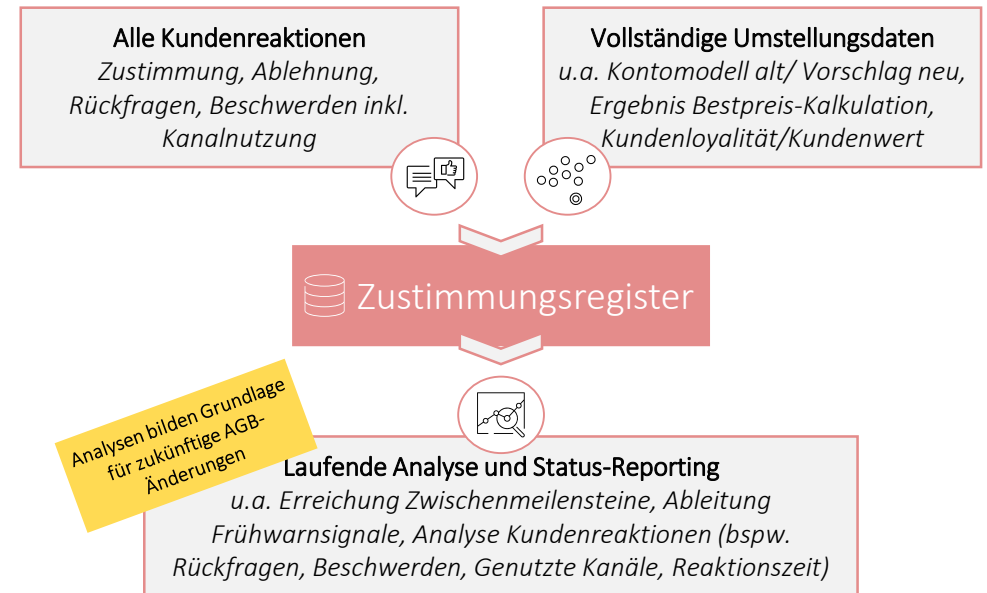 Alle Kundenreaktionen
Zustimmung, Ablehnung,
Rückfragen, Beschwerden inkl.
Kanalnutzung
Vollständige Umstellungsdaten
u.a. Kontomodell alt/ Vorschlag neu,
Ergebnis Bestpreis-Kalkulation,
Kundenloyalität/Kundenwert
Zustimmungsregister
Analysen bilden Grundlage
für zukünftige AGB-
Änderungen
Laufende Analyse und Status-Reporting
u.a. Erreichung Zwischenmeilensteine, Ableitung
Frühwarnsignale, Analyse Kundenreaktionen (bspw.
Rückfragen, Beschwerden, Genutzte Kanäle, Reaktionszeit)